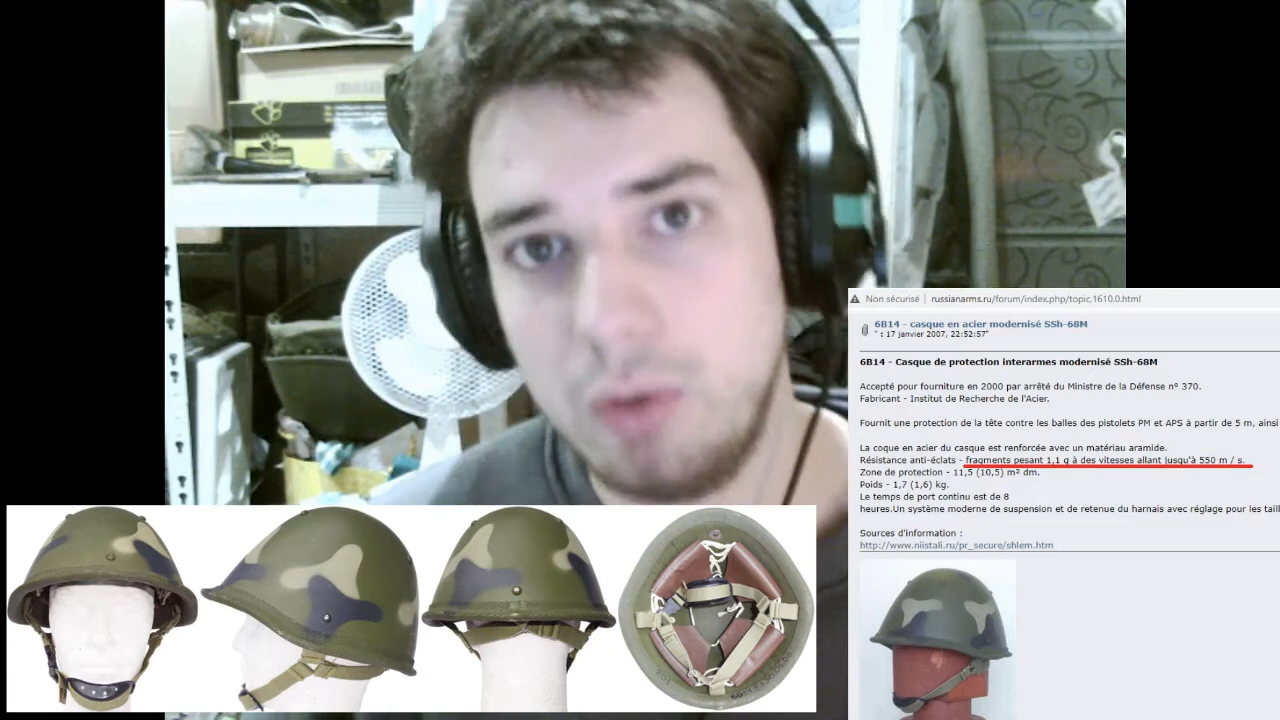 Non sécurisé | russianarms.ru/forum/index.php/topic,1610.0.html
6B14 - casque en acier modernisé SSh-68M
" : 17 janvier 2007, 22:52:57"
6B14 - Casque de protection interarmes modernisé SSh-68M
Accepté pour fourniture en 2000 par arrêté du Ministre de la Défense nº 370.
Fabricant - Institut de Recherche de l'Acier.
Fournit une protection de la tête contre les balles des pistolets PM et APS à partir de 5 m, ainsi
La coque en acier du casque est renforcée avec un matériau aramide.
Résistance anti-éclats - fragments pesant 1,1 g à des vitesses allant jusqu'à 550 m / s.
Zone de protection - 11,5 (10,5) m² dm.
Poids - 1,7 (1,6) kg.
Le temps de port continu est de 8
heures.Un système moderne de suspension et de retenue du harnais avec réglage pour les tail
Sources d'information :
http://www.niistali.ru/pr_secure/shlem.htm